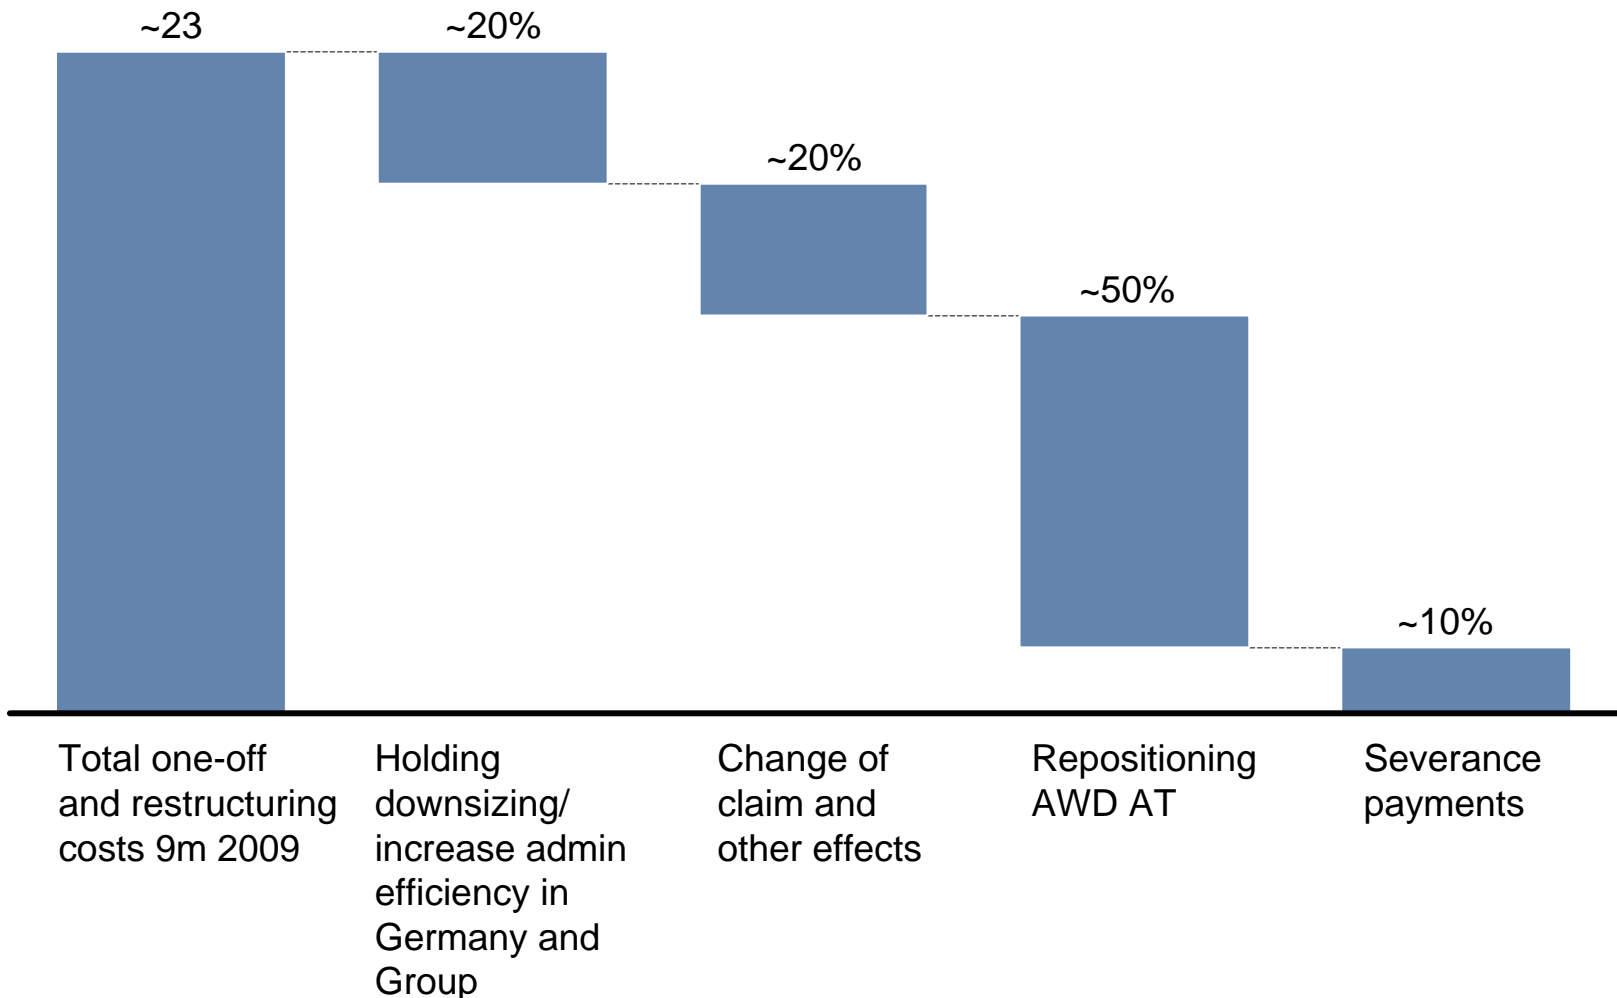 ~23
~20%
~20%
~50%
~10%
Total one-off
and restructuring
costs 9m 2009
Holding
downsizing/
increase admin
efficiency in
Germany and
Group
Change of
claim and
other effects
Repositioning
AWD AT
Severance
payments